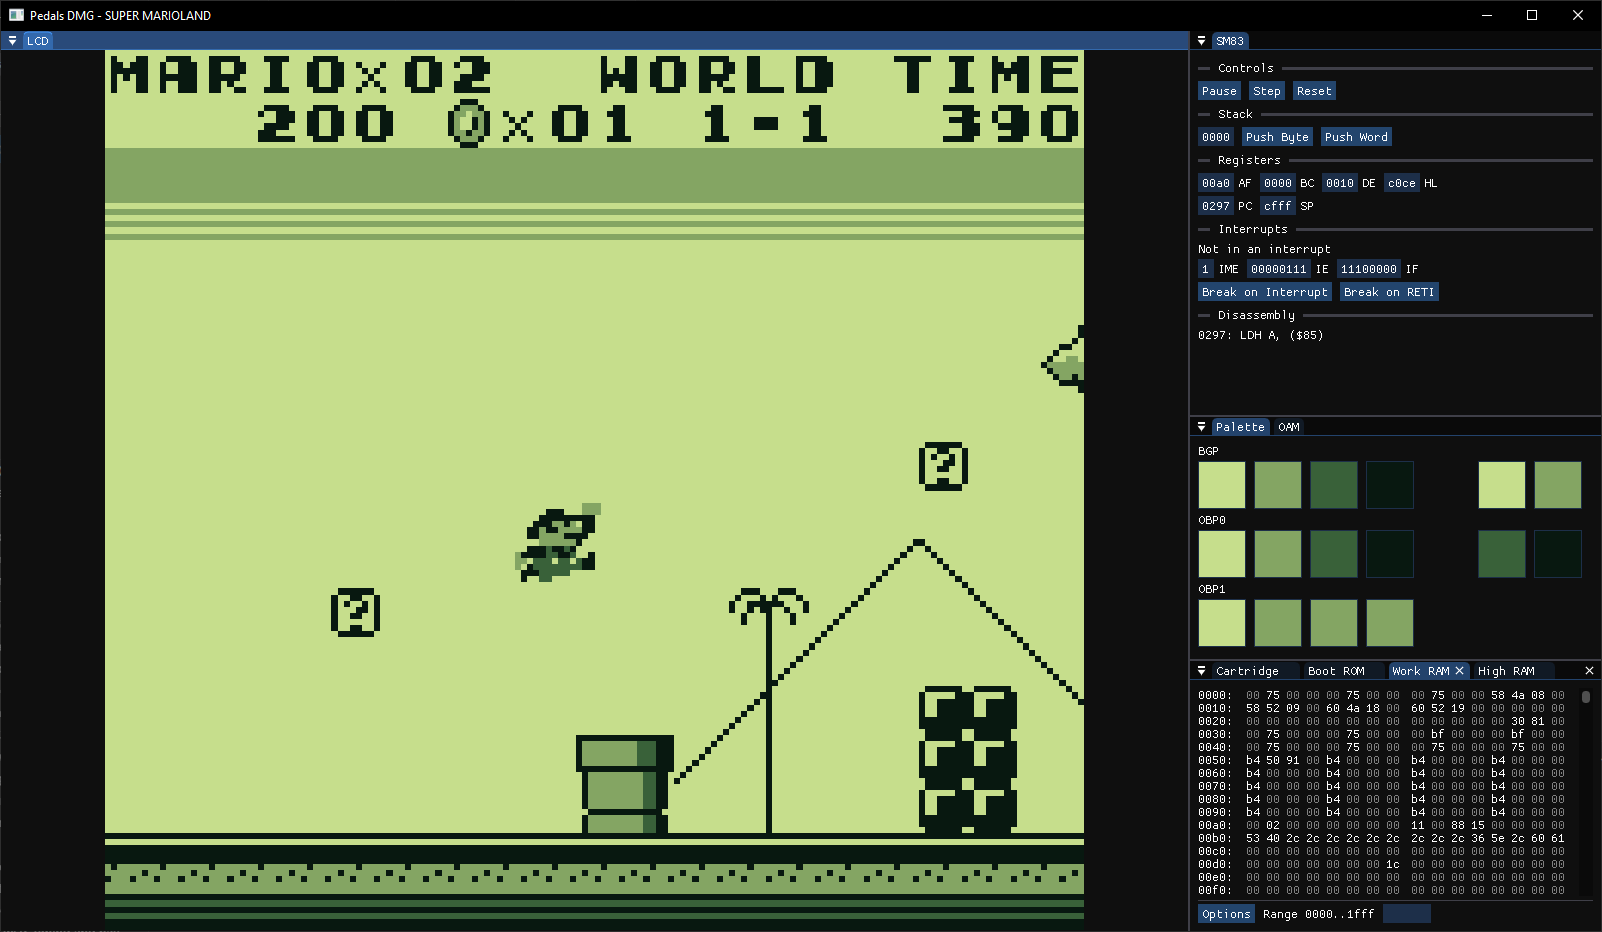 Pedals DMG - SUPER MARIOLAND
LCD
MARIO×02 WORLD TIME
200 0×01 1-1 390
?
?
SM83
Controls
Pause Step Reset
Stack
0000 Push Byte Push Word
Registers
00a0 AF 0000 BC 0010 DE c0ce HL
0297 PC cfff SP
Interrupts
Not in an interrupt
1 IME 00000111 IE 11100000 IF
Break on Interrupt Break on RETI
Disassembly
0297: LDH A, ($85)
Palette OAM
BGP
OBP0
OBP1
Cartridge Boot ROM Work RAM High RAM
0000: 00 75 00 00 00 75 00 00 00 75 00 00 58 4a 08 00
0010: 58 52 09 00 60 4a 18 00 60 52 19 00 00 00 00 00
0020: 00 00 00 00 00 00 00 00 00 00 00 00 00 30 81 00
0030: 00 75 00 00 00 75 00 00 00 bf 00 00 00 bf 00 00
0040: 00 75 00 00 00 75 00 00 00 75 00 00 00 75 00 00
0050: b4 50 91 00 b4 00 00 00 b4 00 00 00 b4 00 00 00
0060: b4 00 00 00 b4 00 00 00 b4 00 00 00 b4 00 00 00
0070: b4 00 00 00 b4 00 00 00 b4 00 00 00 b4 00 00 00
0080: b4 00 00 00 b4 00 00 00 b4 00 00 00 b4 00 00 00
0090: b4 00 00 00 b4 00 00 00 b4 00 00 00 b4 00 00 00
00a0: 00 02 00 00 00 00 00 00 11 00 88 15 00 00 00 00
00b0: 53 40 2c 2c 2c 2c 2c 2c 2c 2c 2c 36 5e 2c 60 61
00c0: 00 00 00 00 00 00 00 00 00 00 00 00 00 00 00 00
00d0: 00 00 00 00 00 00 00 1c 00 00 00 00 00 00 00 00
00e0: 00 00 00 00 00 00 00 00 00 00 00 00 00 00 00 00
00f0: 00 00 00 00 00 00 00 00 00 00 00 00 00 00 00 00
Options Range 0000..1fff